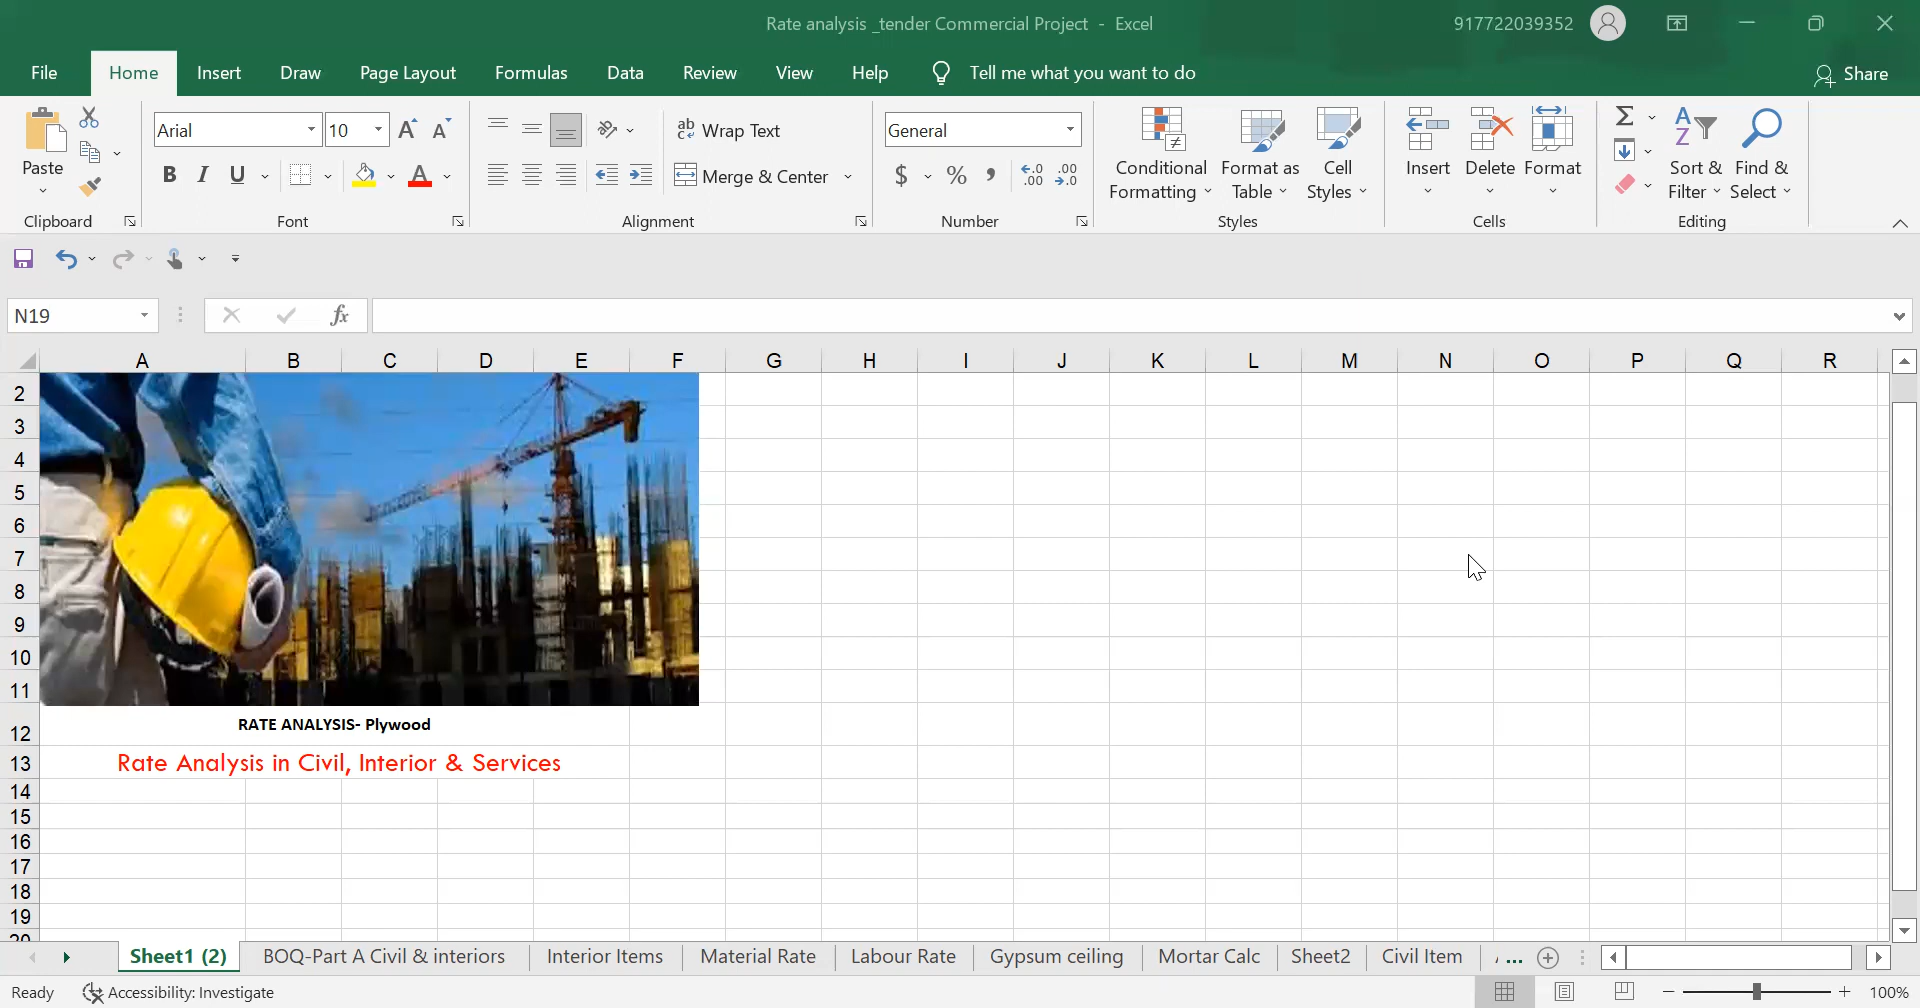 Rate analysis _tender Commercial Project - Excel
917722039352
File Home Insert Draw Page Layout Formulas Data Review View Help Tell me what you want to do Share
Arial 10
ab Wrap Text
General
Paste
B I U A
Merge & Center
$ % , .00 .00
Conditional Formatting
Format as Table
Cell Styles
Insert Delete Format
Sort & Filter
Find & Select
Clipboard Font Alignment Number Styles Cells Editing
N19 fx
A B C D E F G H I J K L M N O P Q R
2
3
4
5
6
7
8
9
10
11
12 RATE ANALYSIS- Plywood
13 Rate Analysis in Civil, Interior & Services
14
15
16
17
18
19
20
Sheet1 (2) BOQ-Part A Civil & interiors Interior Items Material Rate Labour Rate Gypsum ceiling Mortar Calc Sheet2 Civil Item ...
Ready Accessibility: Investigate 100%